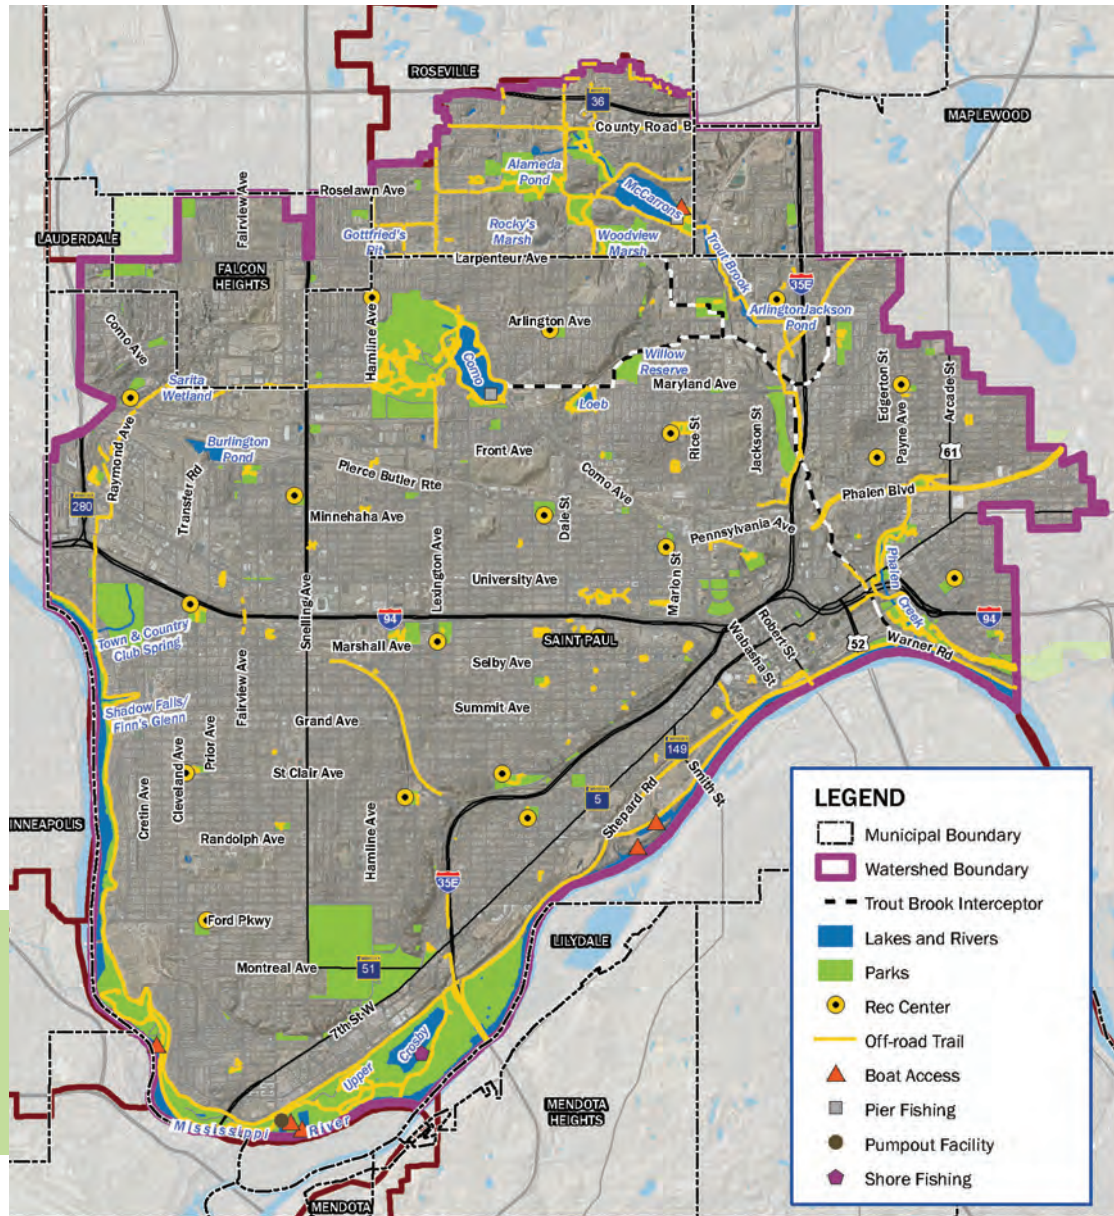 ROSEVILLE
MAPLEWOOD
36
County Road B
Alameda
Pond
McCarrons
Fairview Ave
Roselawn Ave
LAUDERDALE
Gottfried's
Pit
Rocky's
Marsh
Woodview
Marsh
Trout Brook
Larpenteur Ave
FALCON
HEIGHTS
35E
Hamline Ave
Como Ave
Arlington Ave
ArlingtonJackson
Pond
Como
Willow
Reserve
Maryland Ave
Sarita
Wetland
Loeb
Edgerton St
Payne Ave
Arcade St
Raymond Ave
Burlington
Pond
Front Ave
Rice St
Jackson St
61
Transfer Rd
Pierce Butler Rte
Como Ave
280
Phalen Blvd
Minnehaha Ave
Dale St
Pennsylvania Ave
Lexington Ave
University Ave
Marion St
Phalen
Creek
Snelling Ave
94
94
Town & Country
Club Spring
Marshall Ave
SAINT PAUL
Robert St
Wabasha St
52
Warner Rd
Selby Ave
Fairview Ave
Shadow Falls/
Finn's Glenn
Summit Ave
Grand Ave
Prior Ave
149
Cleveland Ave
St Clair Ave
Smith St
Cretin Ave
5
Shepard Rd
INNEAPOLIS
Randolph Ave
Hamline Ave
35E
Ford Pkwy
LILYDALE
Montreal Ave
51
7th St W
Crosby
Upper
Mississippi River
MENDOTA
HEIGHTS
MENDOTA
LEGEND
Municipal Boundary
Watershed Boundary
Trout Brook Interceptor
Lakes and Rivers
Parks
Rec Center
Off-road Trail
Boat Access
Pier Fishing
Pumpout Facility
Shore Fishing